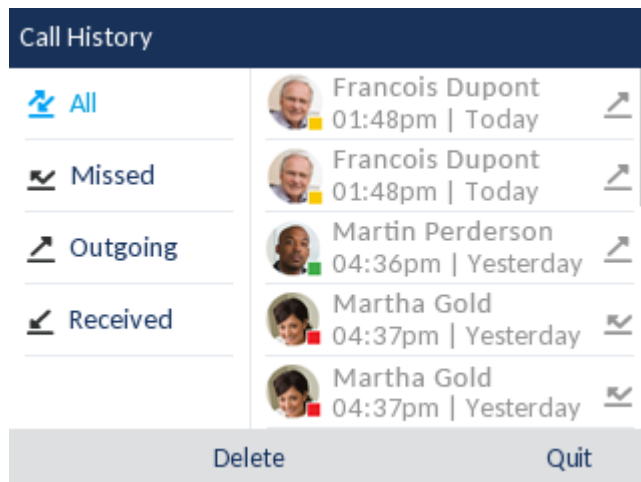 Call History
All
Missed
Outgoing
Received
Francois Dupont
01:48pm | Today
Francois Dupont
01:48pm | Today
Martin Perderson
04:36pm | Yesterday
Martha Gold
04:37pm | Yesterday
Martha Gold
04:37pm | Yesterday
Delete
Quit